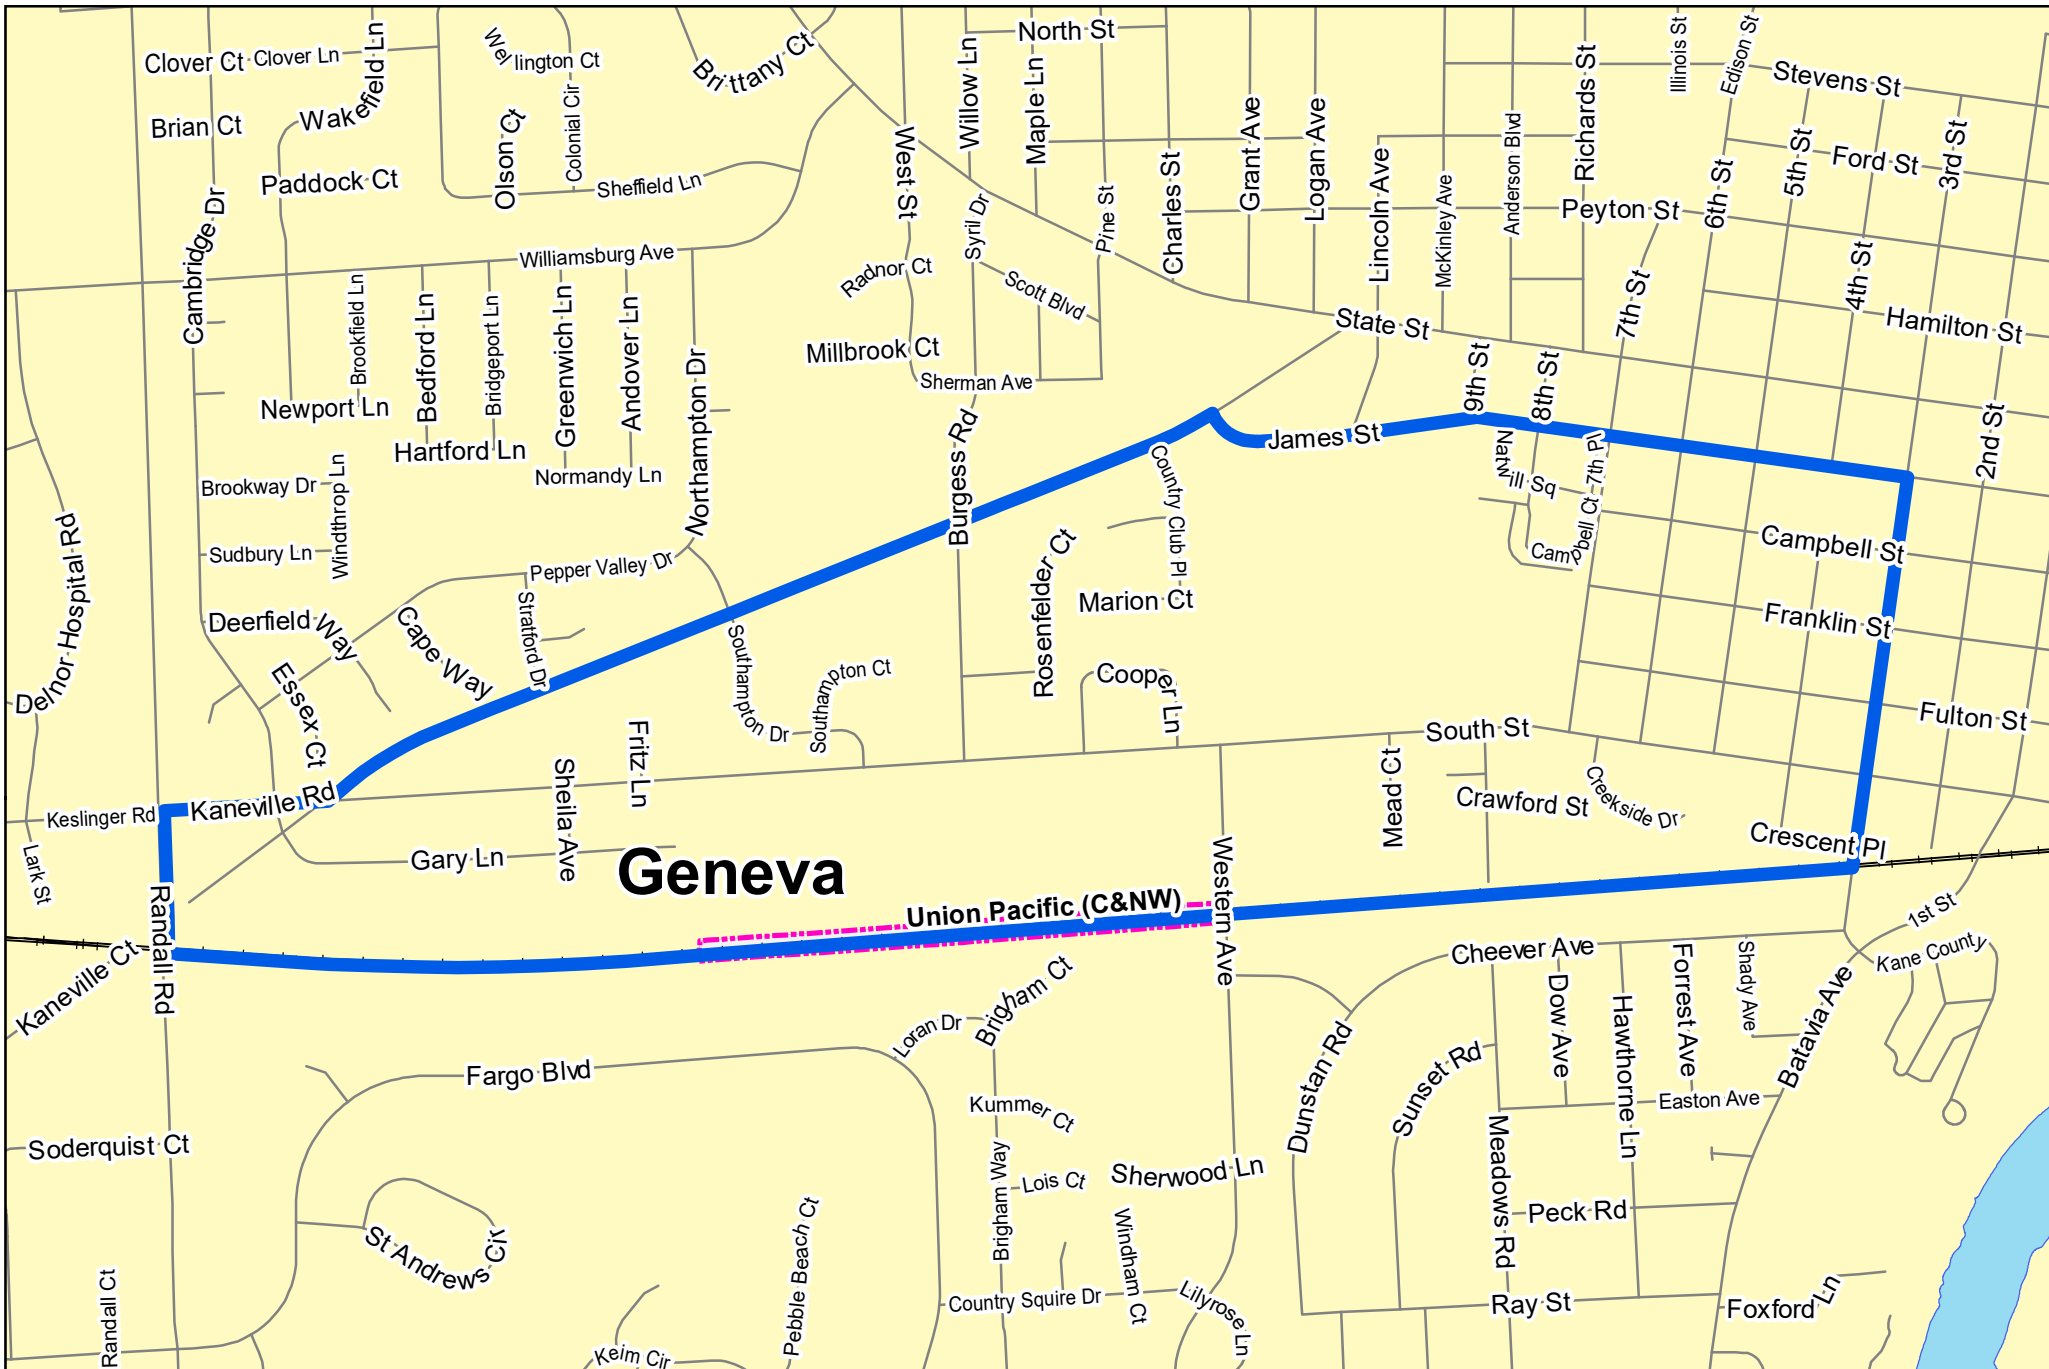 North St
Clover Ct
Clover Ln
Wakefield Ln
Wellington Ct
Brittany Ct
Willow Ln
Maple Ln
Richards St
Illinois St
Edison St
Stevens St
Brian Ct
Olson Ct
Colonial Cir
Paddock Ct
Sheffield Ln
West St
Syril Dr
Pine St
Charles St
Grant Ave
Logan Ave
Lincoln Ave
McKinley Ave
Anderson Blvd
Peyton St
6th St
5th St
Ford St
3rd St
Cambridge Dr
Williamsburg Ave
Radnor Ct
Scott Blvd
State St
7th St
4th St
Hamilton St
Brookfield Ln
Bedford Ln
Bridgeport Ln
Greenwich Ln
Andover Ln
Northampton Dr
Millbrook Ct
Sherman Ave
9th St
8th St
2nd St
Newport Ln
Hartford Ln
Normandy Ln
Burgess Rd
James St
Natwill Sq
7th Pl
Country Club Pl
Brookway Dr
Windthrop Ln
Sudbury Ln
Pepper Valley Dr
Rosenfelder Ct
Campbell Ct
Campbell St
Delnor Hospital Rd
Deerfield Way
Cape Way
Stratford Dr
Southampton Dr
Southampton Ct
Marion Ct
Franklin St
Essex Ct
Cooper Ln
Fulton St
South St
Fritz Ln
Sheila Ave
Mead Ct
Crawford St
Creekside Dr
Keslinger Rd
Kaneville Rd
Crescent Pl
Lark St
Gary Ln
Geneva
Western Ave
Union Pacific (C&NW)
Randall Rd
Kaneville Ct
1st St
Kane County
Cheever Ave
Dow Ave
Hawthorne Ln
Forrest Ave
Shady Ave
Batavia Ave
Brigham Ct
Loran Dr
Dunstan Rd
Sunset Rd
Fargo Blvd
Kummer Ct
Easton Ave
Soderquist Ct
Brigham Way
Lois Ct
Sherwood Ln
Meadows Rd
Peck Rd
St Andrews Cir
Pebble Beach Ct
Windham Ct
Country Squire Dr
Lilyrose Ln
Ray St
Foxford Ln
Randall Ct
Keim Cir